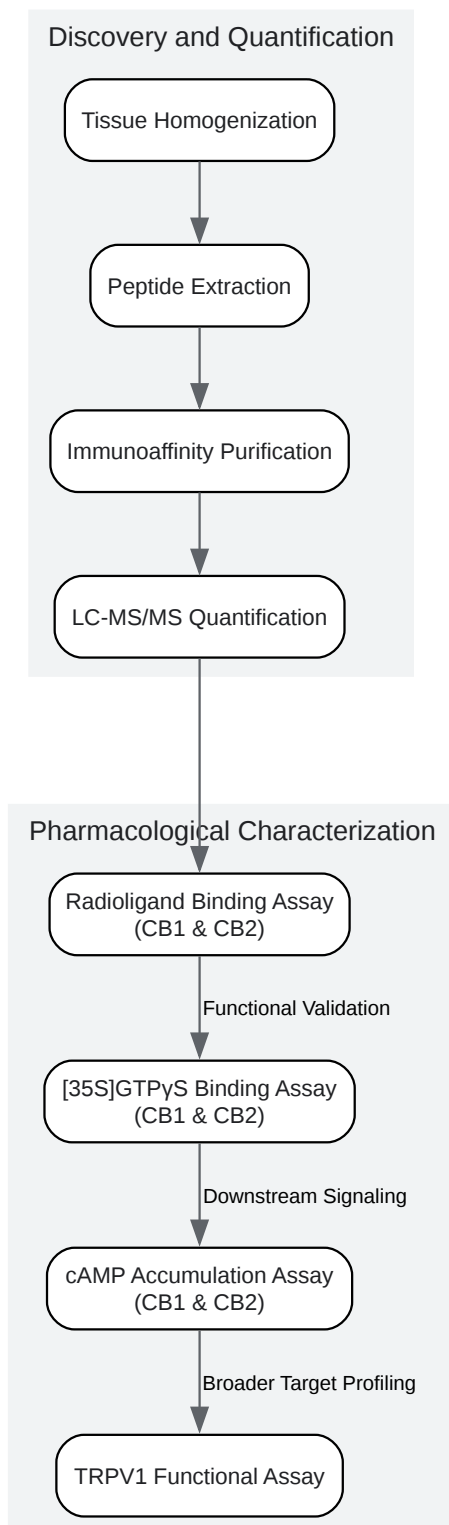 Discovery and Quantification
Tissue Homogenization
Peptide Extraction
Immunoaffinity Purification
LC-MS/MS Quantification
Pharmacological Characterization
Radioligand Binding Assay
(CB1 & CB2)
Functional Validation
[35S]GTPγS Binding Assay
(CB1 & CB2)
Downstream Signaling
cAMP Accumulation Assay
(CB1 & CB2)
Broader Target Profiling
TRPV1 Functional Assay